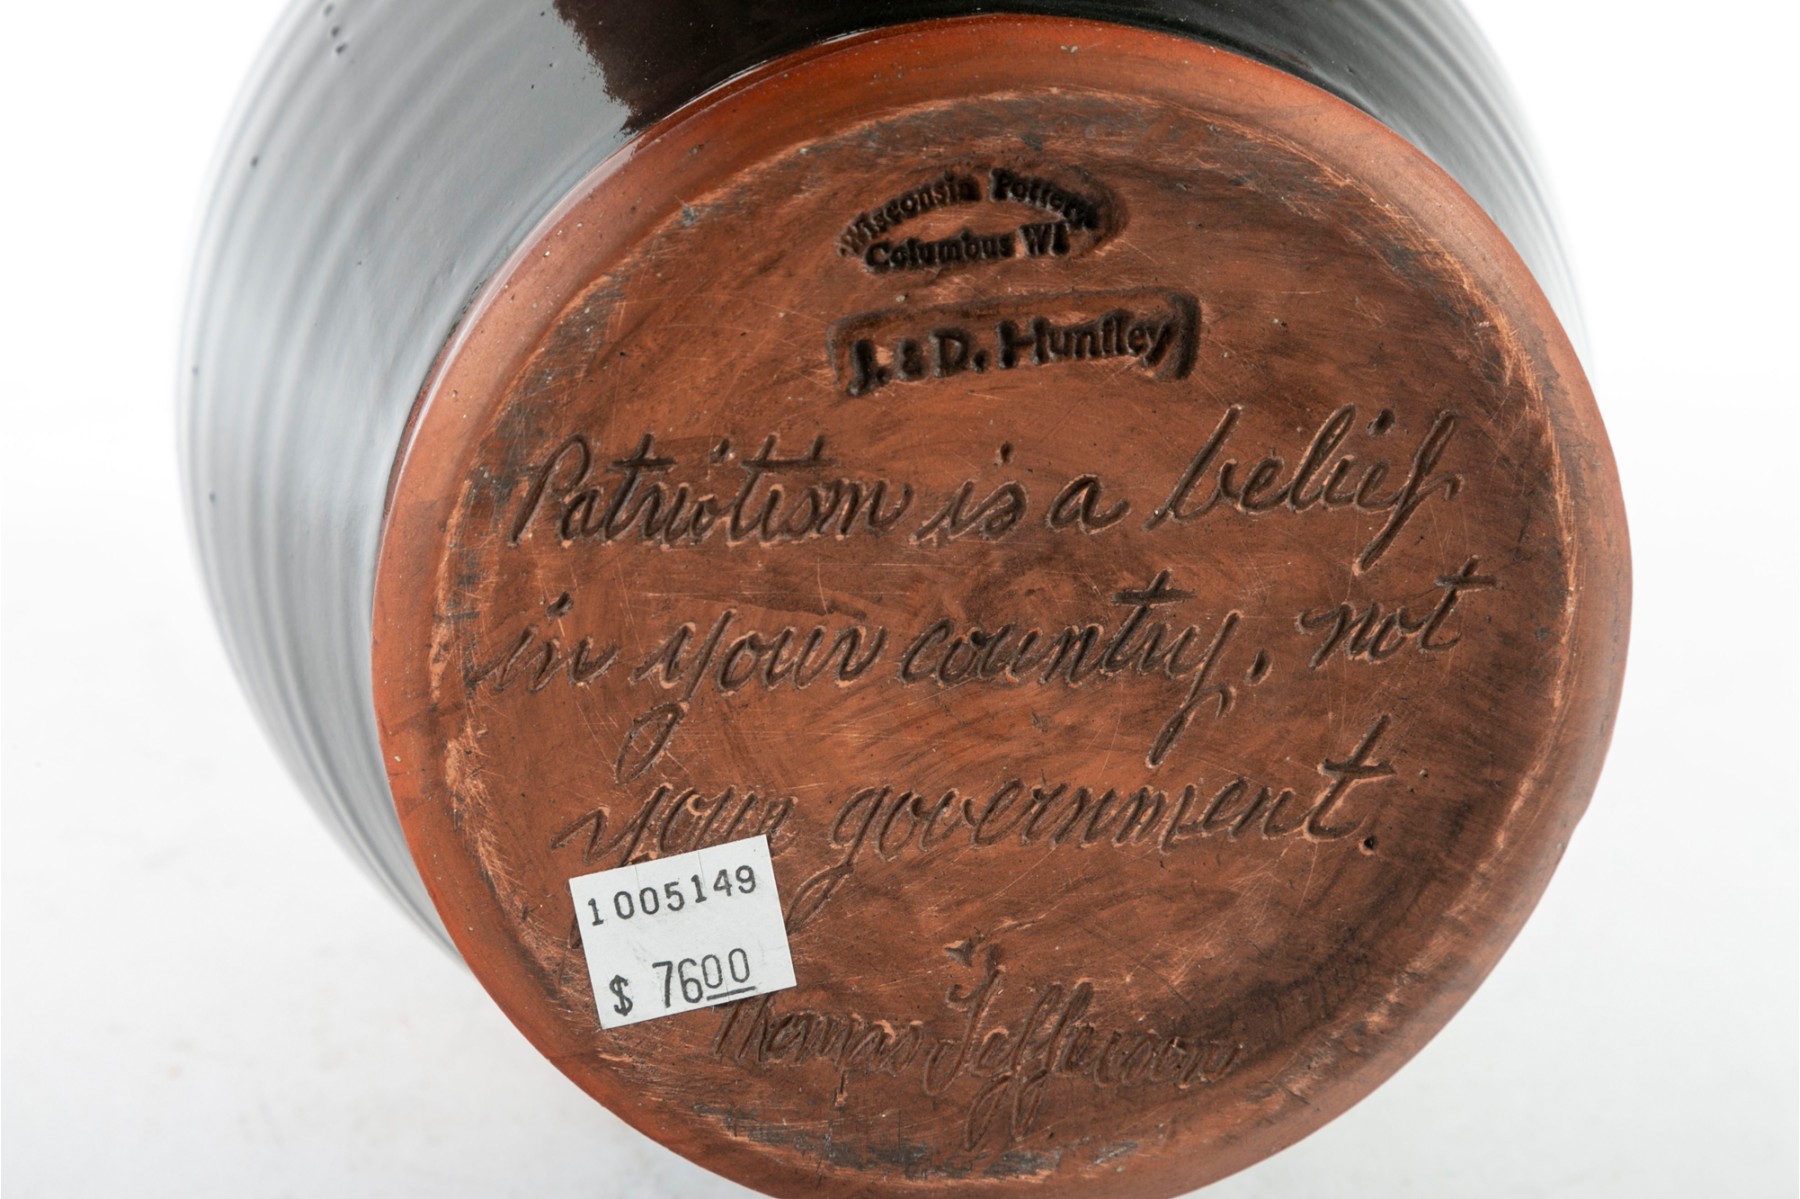 Wisconsin Pottery
Columbus WI
J. & D. Huntley
Patriotism is a belief
in your country, not
your government.
1005149
$ 7600
Thomas Jefferson